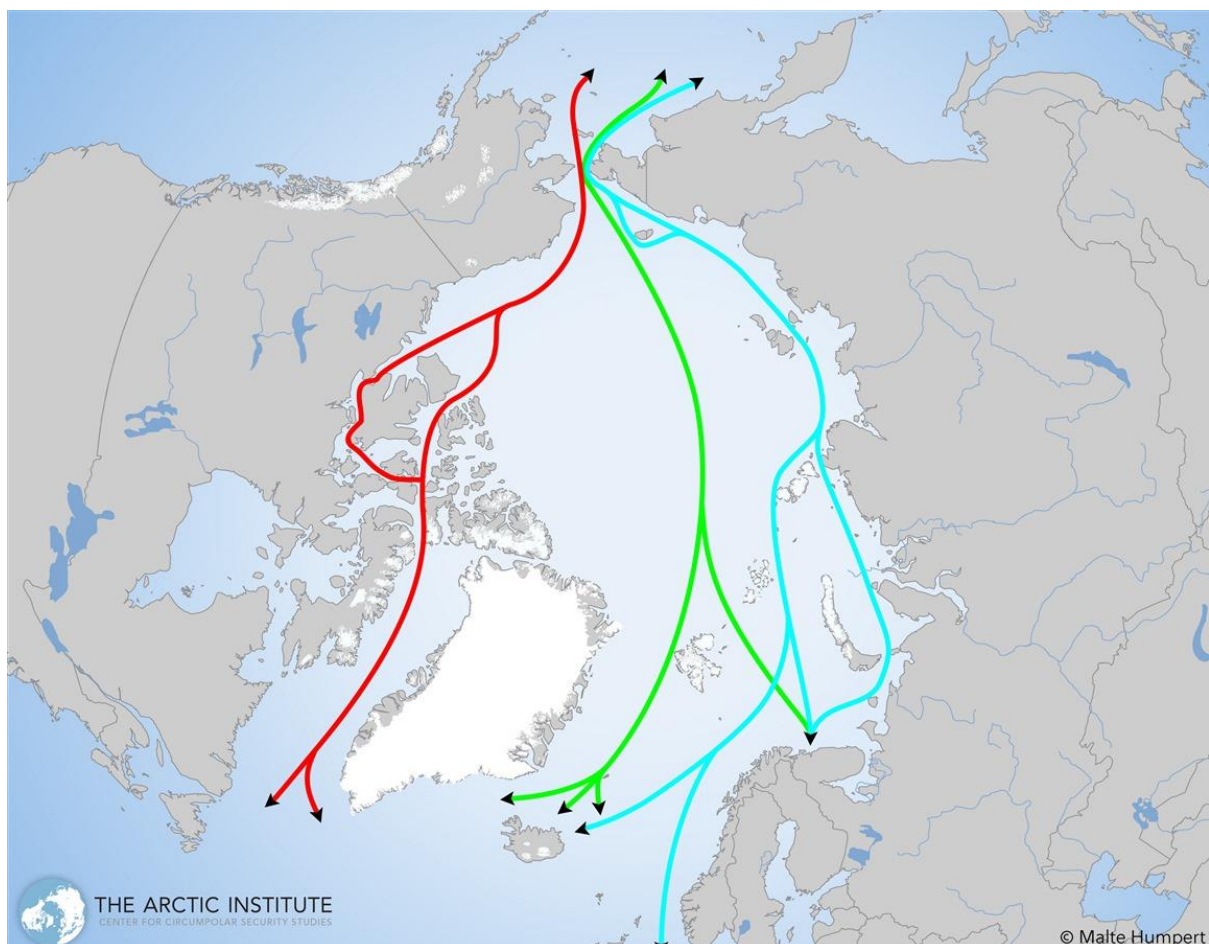 THE ARCTIC INSTITUTE
CENTER FOR CIRCUMPOLAR SECURITY STUDIES
© Malte Humpert